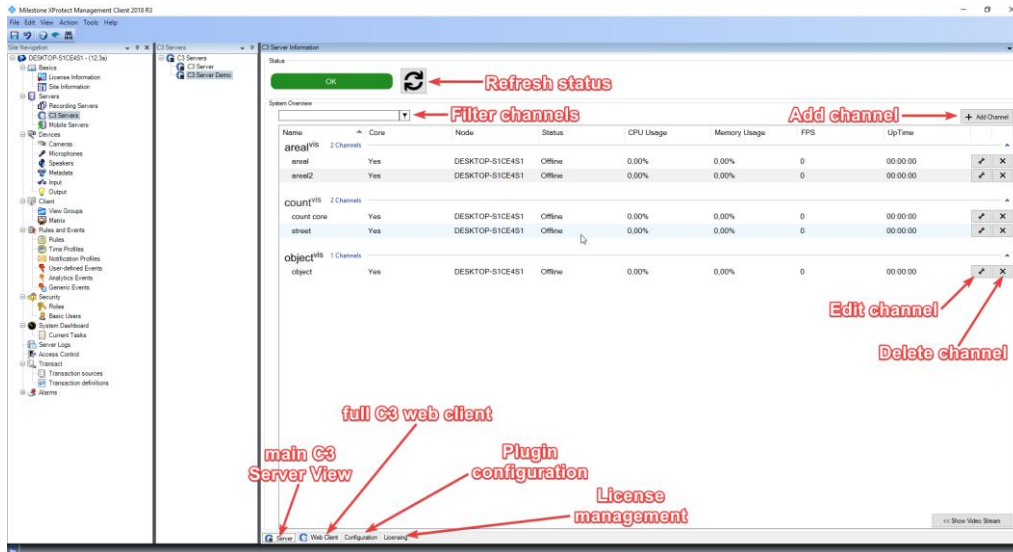 Milestone XProtect Management Client 2018 R3
File Edit View Action Tools Help
Site Navigation
DESKTOP-S1CE4S1 - (12.3a)
Basics
License Information
Site Information
Servers
Recording Servers
C3 Servers
Mobile Servers
Devices
Cameras
Microphones
Speakers
Metadata
Input
Output
Client
View Groups
Matrix
Rules and Events
Rules
Time Profiles
Notification Profiles
User-defined Events
Analytics Events
Generic Events
Security
Roles
Basic Users
System Dashboard
Current Tasks
Server Logs
Access Control
Transact
Transaction sources
Transaction definitions
Alarms
C3 Servers
C3 Servers
C3 Server
C3 Server Demo
C3 Server Information
Status
OK
Refresh status
System Overview
Filter channels
Add channel
+ Add Channel
Name Core Node Status CPU Usage Memory Usage FPS UpTime
arealvis 2 Channels
areal Yes DESKTOP-S1CE4S1 Offline 0,00% 0,00% 0 00:00:00
areal2 Yes DESKTOP-S1CE4S1 Offline 0,00% 0,00% 0 00:00:00
countvis 2 Channels
count core Yes DESKTOP-S1CE4S1 Offline 0,00% 0,00% 0 00:00:00
street Yes DESKTOP-S1CE4S1 Offline 0,00% 0,00% 0 00:00:00
objectvis 1 Channels
object Yes DESKTOP-S1CE4S1 Offline 0,00% 0,00% 0 00:00:00
Edit channel
Delete channel
full C3 web client
main C3
Server View
Plugin
configuration
License
management
<< Show Video Stream
Server Web Client Configuration Licensing